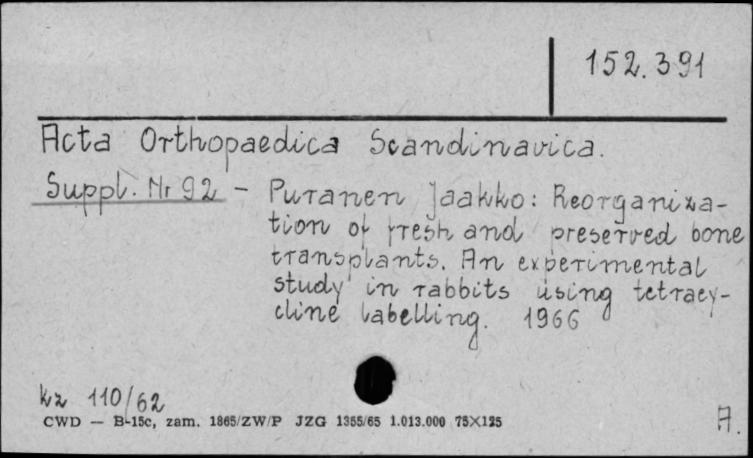 152.391
Acta Orthopaedica Scandinavica.
Suppl. Nr 92 - Puranen Jaakko: Reorganiza-
tion of fresh and preserved bone
transplants. An experimental
study in rabbits using tetracy-
cline labelling. 1966
kz 110/62
CWD — B-15c, zam. 1865/ZW/P JZG 1355/65 1.013.000 75X125
A.